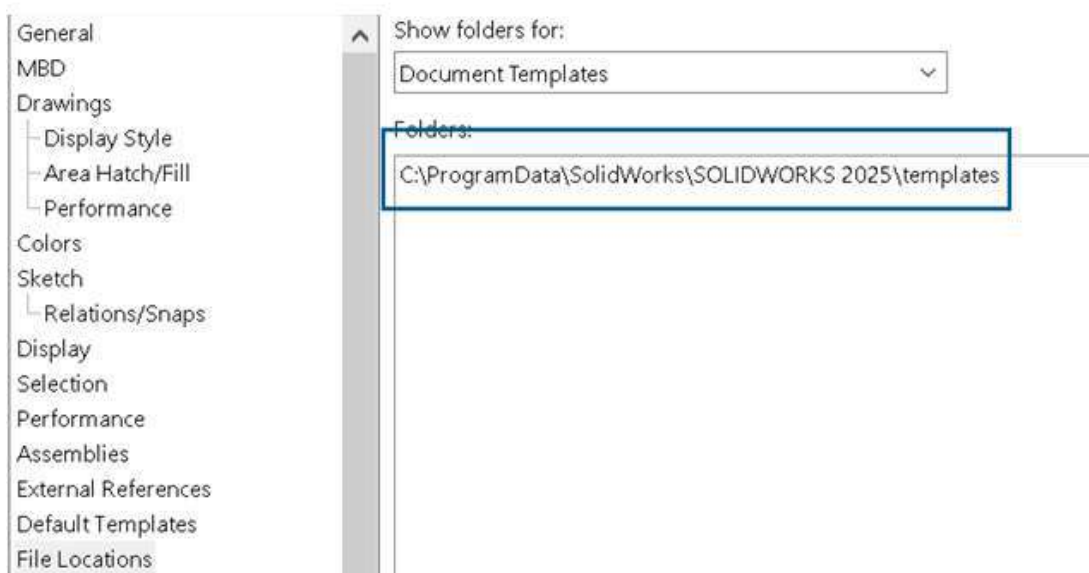 General
MBD
Drawings
Display Style
Area Hatch/Fill
Performance
Colors
Sketch
Relations/Snaps
Display
Selection
Performance
Assemblies
External References
Default Templates
File Locations
Show folders for:
Document Templates
Folders:
C:\ProgramData\SolidWorks\SOLIDWORKS 2025\templates